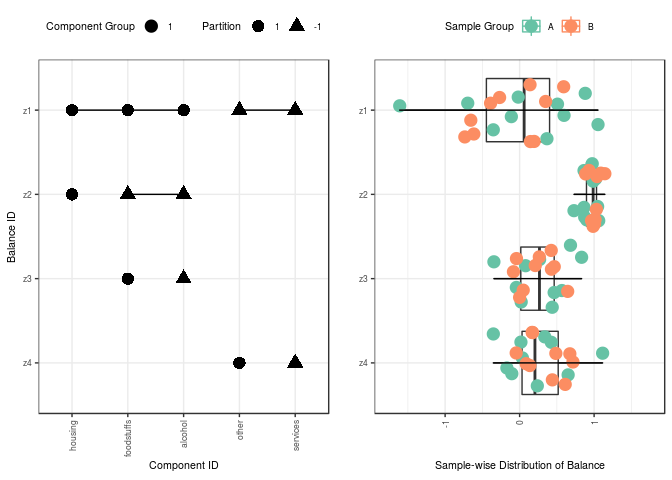 Component Group 1 Partition 1 -1
Sample Group A B
Balance ID
z1
z2
z3
z4
housing
foodstuffs
alcohol
other
services
Component ID
z1
z2
z3
z4
-1
0
1
Sample-wise Distribution of Balance